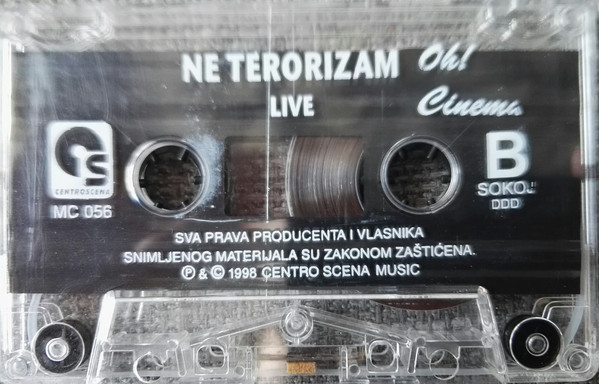 NE TERORIZAM Oh!
LIVE Cinema
CENTROSCENA
MC 056
B
SOKOJ
DDD
SVA PRAVA PRODUCENTA I VLASNIKA
SNIMLJENOG MATERIJALA SU ZAKONOM ZAŠTIĆENA.
Ⓟ & © 1998 CENTRO SCENA MUSIC